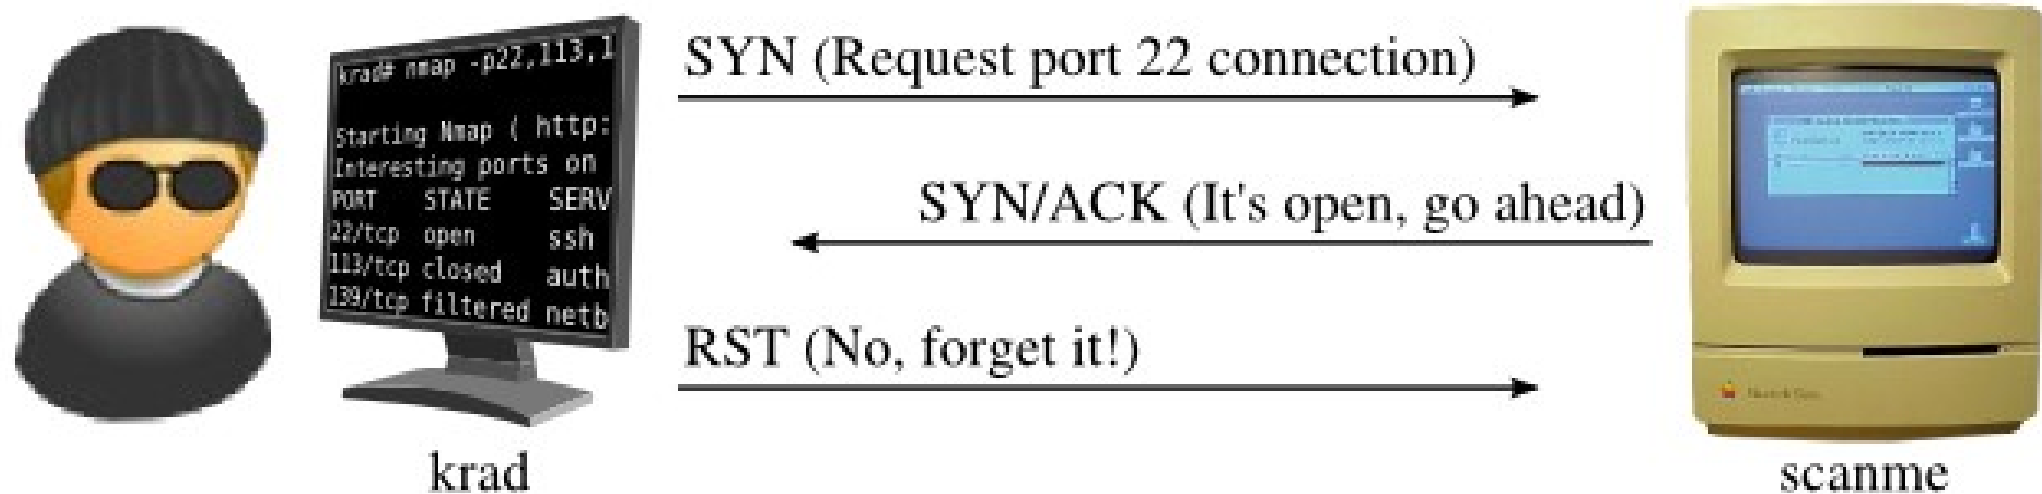 krad# nmap -p22,113,1
Starting Nmap ( http:
Interesting ports on
PORT STATE SERV
22/tcp open ssh
113/tcp closed auth
139/tcp filtered netb
SYN (Request port 22 connection)
SYN/ACK (It's open, go ahead)
RST (No, forget it!)
krad
scanme